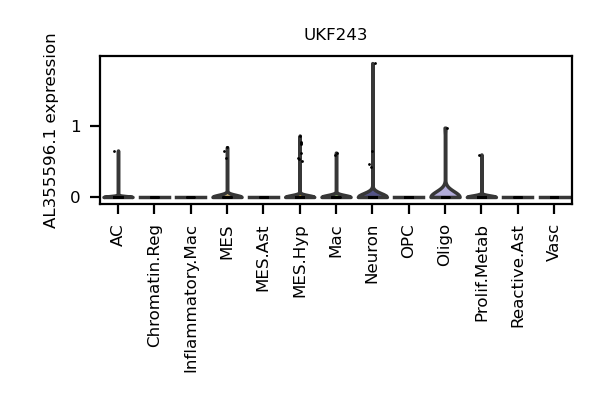 UKF243
AL355596.1 expression
1
0
AC
Chromatin.Reg
Inflammatory.Mac
MES
MES.Ast
MES.Hyp
Mac
Neuron
OPC
Oligo
Prolif.Metab
Reactive.Ast
Vasc